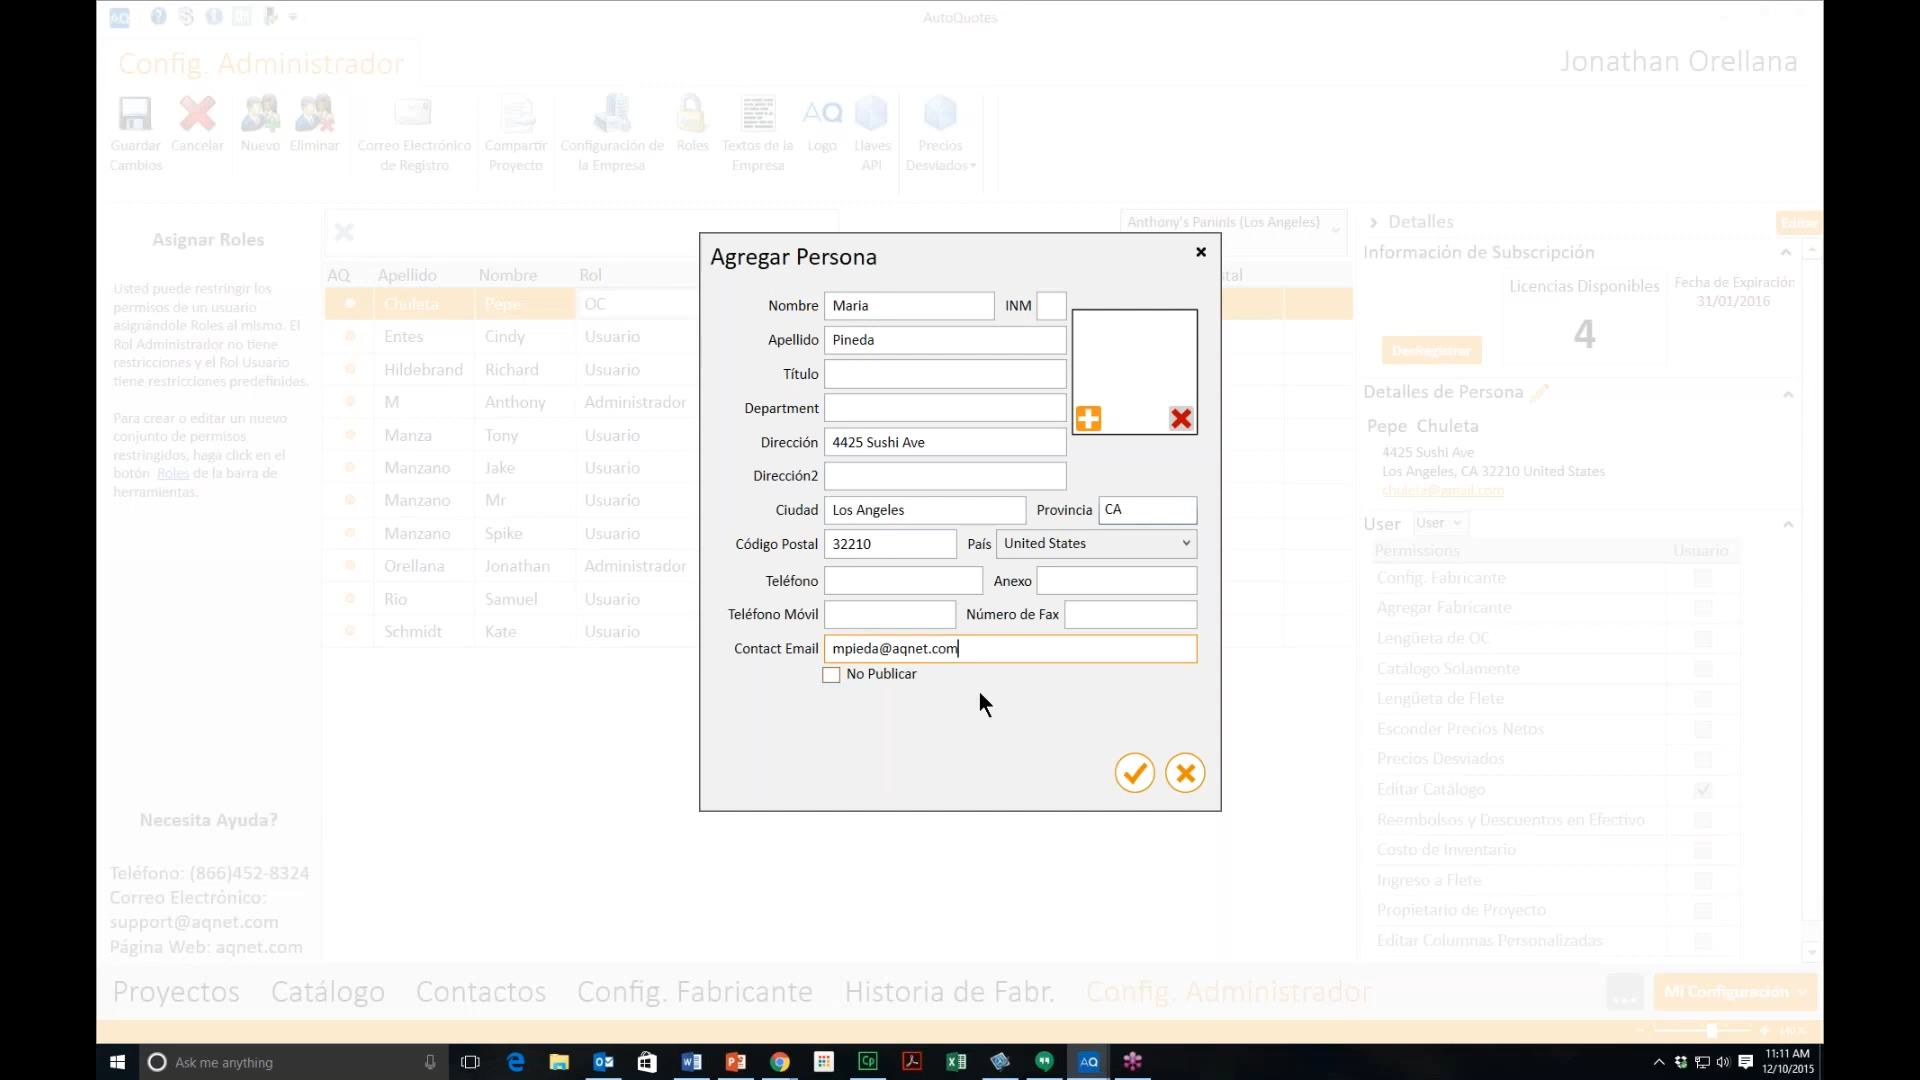 AQ
AutoQuotes
Config. Administrador
Jonathan Orellana
Guardar Cambios
Cancelar
Nuevo
Eliminar
Correo Electrónico de Registro
Compartir Proyecto
Configuración de la Empresa
Roles
Textos de la Empresa
AQ
Logo
Llaves API
Precios Desviados
Asignar Roles
Usted puede restringir los
permisos de un usuario
asignándole Roles al mismo. El
Rol Administrador no tiene
restricciones y el Rol Usuario
tiene restricciones predefinidas.
Para crear o editar un nuevo
conjunto de permisos
restringidos, haga click en el
botón Roles de la barra de
herramientas.
Necesita Ayuda?
Teléfono: (866)452-8324
Correo Electrónico:
support@aqnet.com
Página Web: aqnet.com
Anthony's Paninis (Los Angeles)
AQ Apellido Nombre Rol
Chuleta Pepe OC
Entes Cindy Usuario
Hildebrand Richard Usuario
M Anthony Administrador
Manza Tony Usuario
Manzano Jake Usuario
Manzano Mr Usuario
Manzano Spike Usuario
Orellana Jonathan Administrador
Rio Samuel Usuario
Schmidt Kate Usuario
Agregar Persona
Nombre Maria INM
Apellido Pineda
Título
Department
Dirección 4425 Sushi Ave
Dirección2
Ciudad Los Angeles Provincia CA
Código Postal 32210 País United States
Teléfono Anexo
Teléfono Móvil Número de Fax
Contact Email mpieda@aqnet.com
No Publicar
Detalles
Editar
Información de Subscripción
Licencias Disponibles
4
Fecha de Expiración
31/01/2016
DesRegistrar
Detalles de Persona
Pepe Chuleta
4425 Sushi Ave
Los Angeles, CA 32210 United States
chuleta@gmail.com
User User
Permissions Usuario
Config. Fabricante
Agregar Fabricante
Lengüeta de OC
Catálogo Solamente
Lengüeta de Flete
Esconder Precios Netos
Precios Desviados
Editar Catálogo
Reembolsos y Descuentos en Efectivo
Costo de Inventario
Ingreso a Flete
Propietario de Proyecto
Editar Columnas Personalizadas
Proyectos Catálogo Contactos Config. Fabricante Historia de Fabr. Config. Administrador
... Mi Configuración
Ask me anything
11:11 AM
12/10/2015